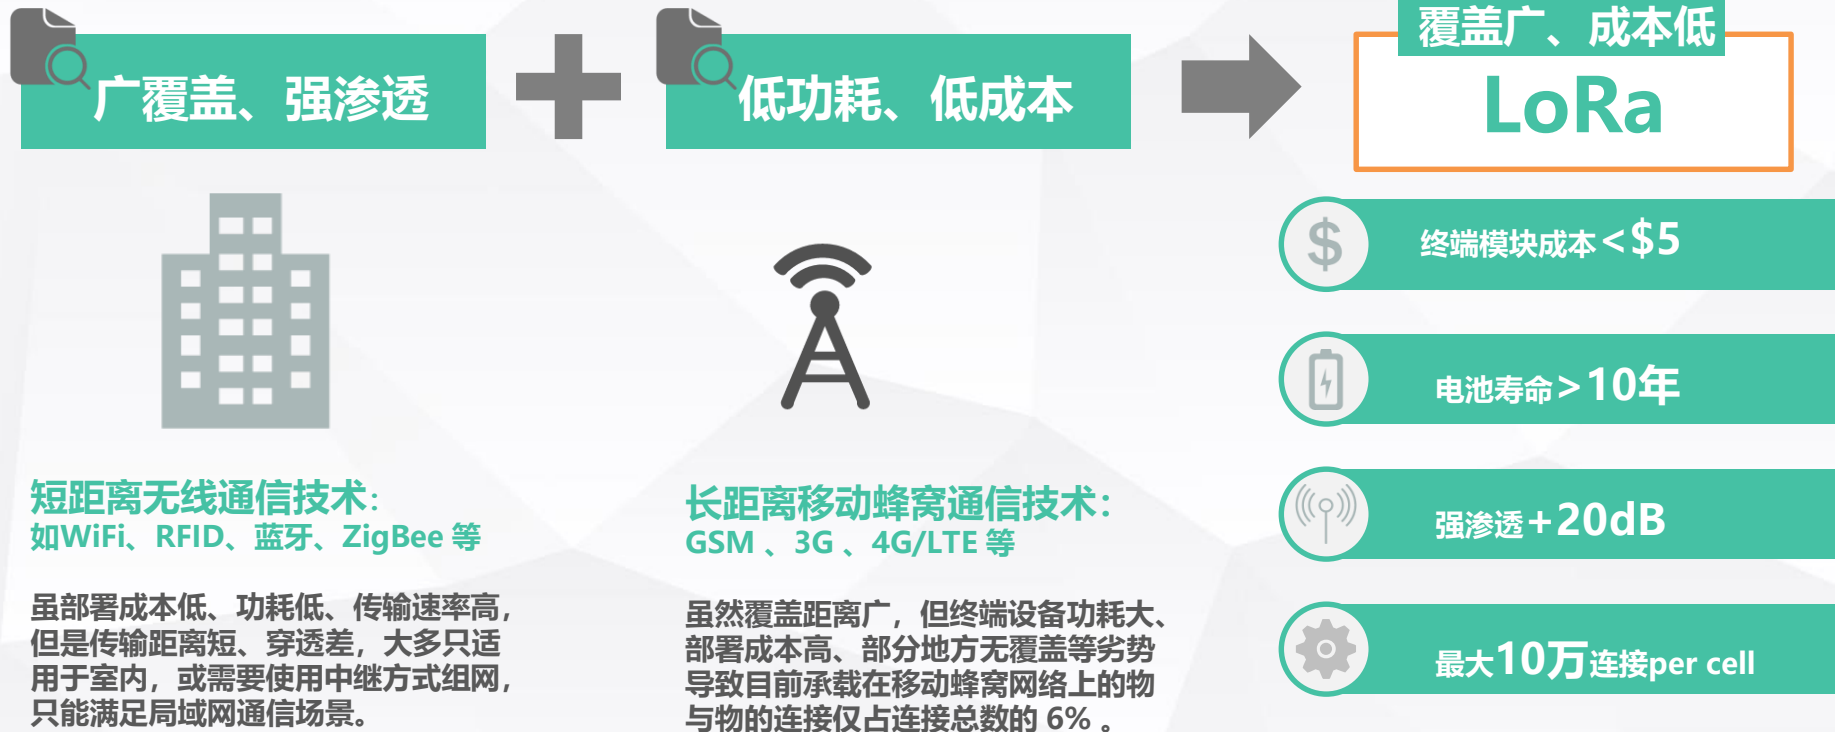 广覆盖、强渗透
低功耗、低成本
覆盖广、成本低
LoRa
短距离无线通信技术:
如WiFi、RFID、蓝牙、ZigBee 等
虽部署成本低、功耗低、传输速率高，
但是传输距离短、穿透差，大多只适
用于室内，或需要使用中继方式组网，
只能满足局域网通信场景。
长距离移动蜂窝通信技术：
GSM 、3G 、4G/LTE 等
虽然覆盖距离广，但终端设备功耗大、
部署成本高、部分地方无覆盖等劣势
导致目前承载在移动蜂窝网络上的物
与物的连接仅占连接总数的 6% 。
$
终端模块成本<$5
电池寿命>10年
强渗透+20dB
最大10万连接per cell